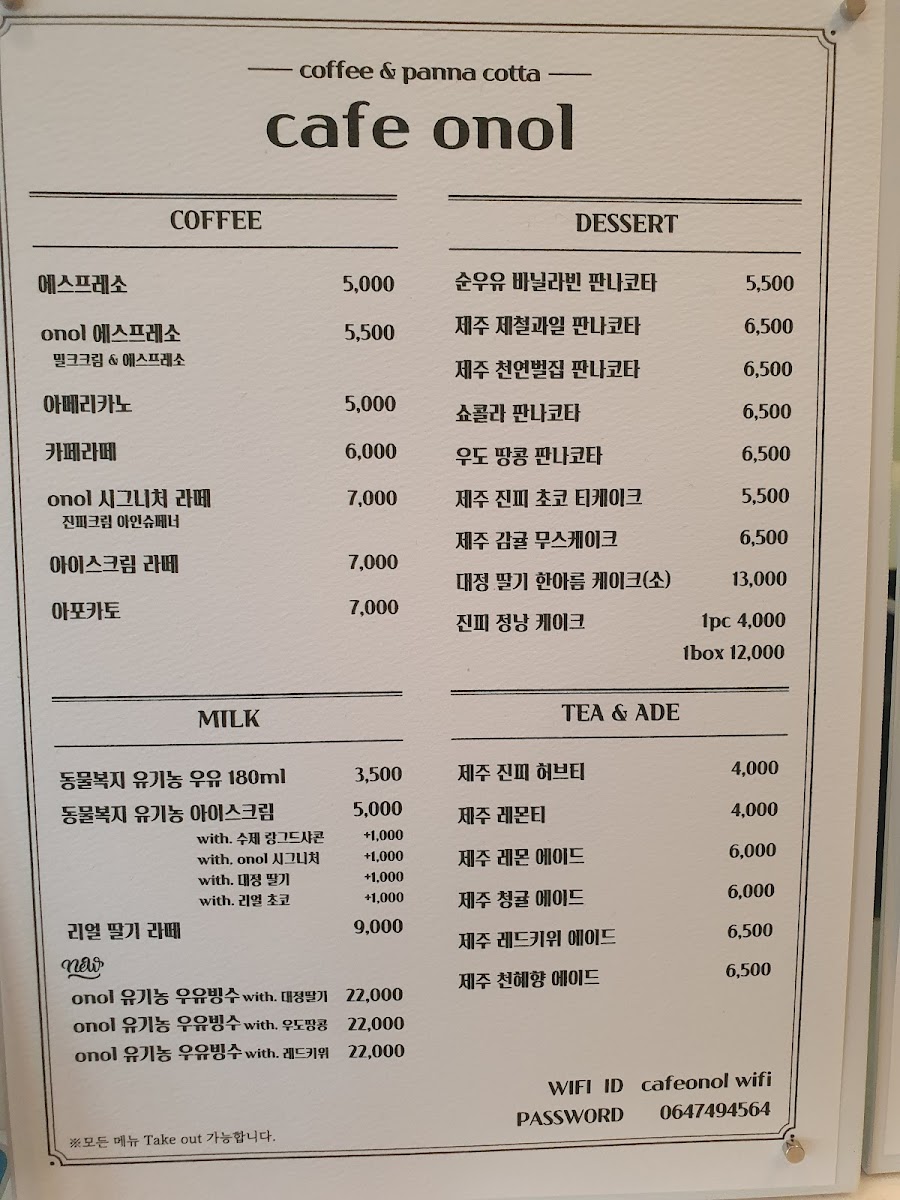 coffee & panna cotta
cafe onol
COFFEE
에스프레소 5,000
onol 에스프레소 5,500
밀크크림 & 에스프레소
아메리카노 5,000
카페라떼 6,000
onol 시그니처 라떼 7,000
진피크림 아인슈페너
아이스크림 라떼 7,000
아포카토 7,000
DESSERT
순우유 바닐라빈 판나코타 5,500
제주 제철과일 판나코타 6,500
제주 천연벌집 판나코타 6,500
쇼콜라 판나코타 6,500
우도 땅콩 판나코타 6,500
제주 진피 초코 티케이크 5,500
제주 감귤 무스케이크 6,500
대정 딸기 한아름 케이크(소) 13,000
진피 정낭 케이크 1pc 4,000
1box 12,000
MILK
동물복지 유기농 우유 180ml 3,500
동물복지 유기농 아이스크림 5,000
with. 수제 랑그드샤콘 +1,000
with. onol 시그니처 +1,000
with. 대정 딸기 +1,000
with. 리얼 초코 +1,000
리얼 딸기 라떼 9,000
new
onol 유기농 우유빙수 with. 대정딸기 22,000
onol 유기농 우유빙수 with. 우도땅콩 22,000
onol 유기농 우유빙수 with. 레드키위 22,000
TEA & ADE
제주 진피 허브티 4,000
제주 레몬티 4,000
제주 레몬 에이드 6,000
제주 청귤 에이드 6,000
제주 레드키위 에이드 6,500
제주 천혜향 에이드 6,500
WIFI ID cafeonol wifi
PASSWORD 0647494564
※모든 메뉴 Take out 가능합니다.